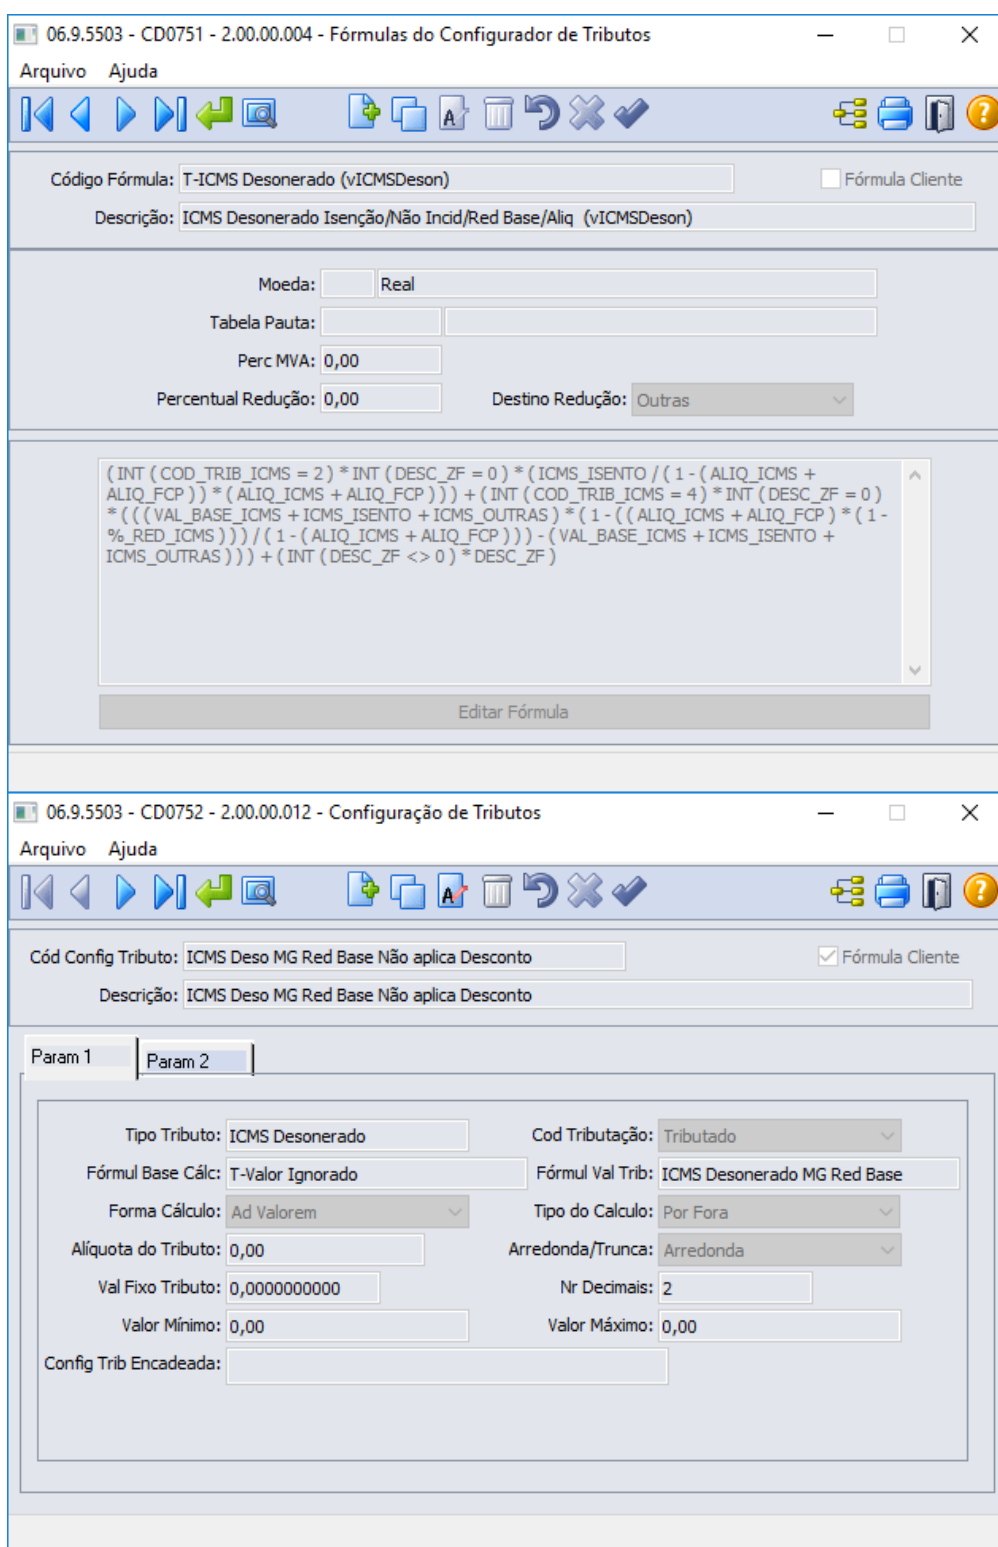 06.9.5503 - CD0751 - 2.00.00.004 - Fórmulas do Configurador de Tributos
Arquivo Ajuda
Código Fórmula: T-ICMS Desonerado (vICMSDeson) Fórmula Cliente
Descrição: ICMS Desonerado Isenção/Não Incid/Red Base/Aliq (vICMSDeson)
Moeda: Real
Tabela Pauta:
Perc MVA: 0,00
Percentual Redução: 0,00 Destino Redução: Outras
( INT ( COD_TRIB_ICMS = 2 ) * INT ( DESC_ZF = 0 ) * ( ICMS_ISENTO / ( 1 - ( ALIQ_ICMS +
ALIQ_FCP ) ) * ( ALIQ_ICMS + ALIQ_FCP ) ) ) + ( INT ( COD_TRIB_ICMS = 4 ) * INT ( DESC_ZF = 0 )
* ( ( ( VAL_BASE_ICMS + ICMS_ISENTO + ICMS_OUTRAS ) * ( 1 - ( ( ALIQ_ICMS + ALIQ_FCP ) * ( 1 -
%_RED_ICMS ) ) ) / ( 1 - ( ALIQ_ICMS + ALIQ_FCP ) ) ) - ( VAL_BASE_ICMS + ICMS_ISENTO +
ICMS_OUTRAS ) ) ) + ( INT ( DESC_ZF <> 0 ) * DESC_ZF )
Editar Fórmula
06.9.5503 - CD0752 - 2.00.00.012 - Configuração de Tributos
Arquivo Ajuda
Cód Config Tributo: ICMS Deso MG Red Base Não aplica Desconto Fórmula Cliente
Descrição: ICMS Deso MG Red Base Não aplica Desconto
Param 1 Param 2
Tipo Tributo: ICMS Desonerado Cod Tributação: Tributado
Fórmul Base Cálc: T-Valor Ignorado Fórmul Val Trib: ICMS Desonerado MG Red Base
Forma Cálculo: Ad Valorem Tipo do Calculo: Por Fora
Alíquota do Tributo: 0,00 Arredonda/Trunca: Arredonda
Val Fixo Tributo: 0,0000000000 Nr Decimais: 2
Valor Mínimo: 0,00 Valor Máximo: 0,00
Config Trib Encadeada: